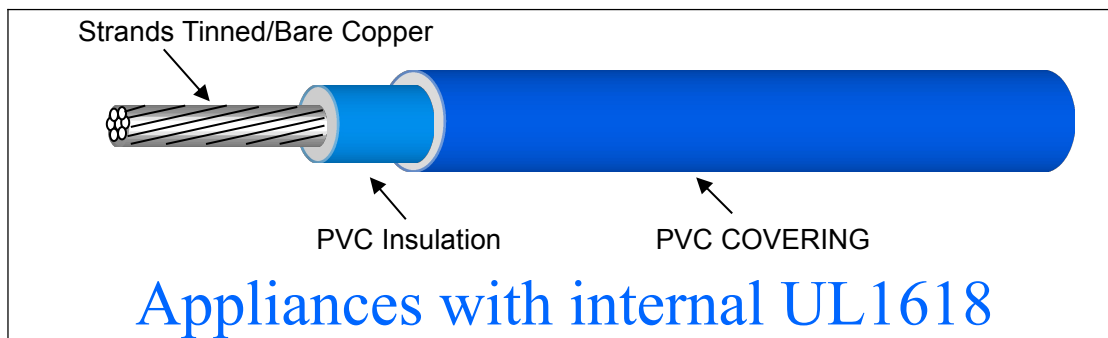 Strands Tinned/Bare Copper
PVC Insulation
PVC COVERING
Appliances with internal UL1618